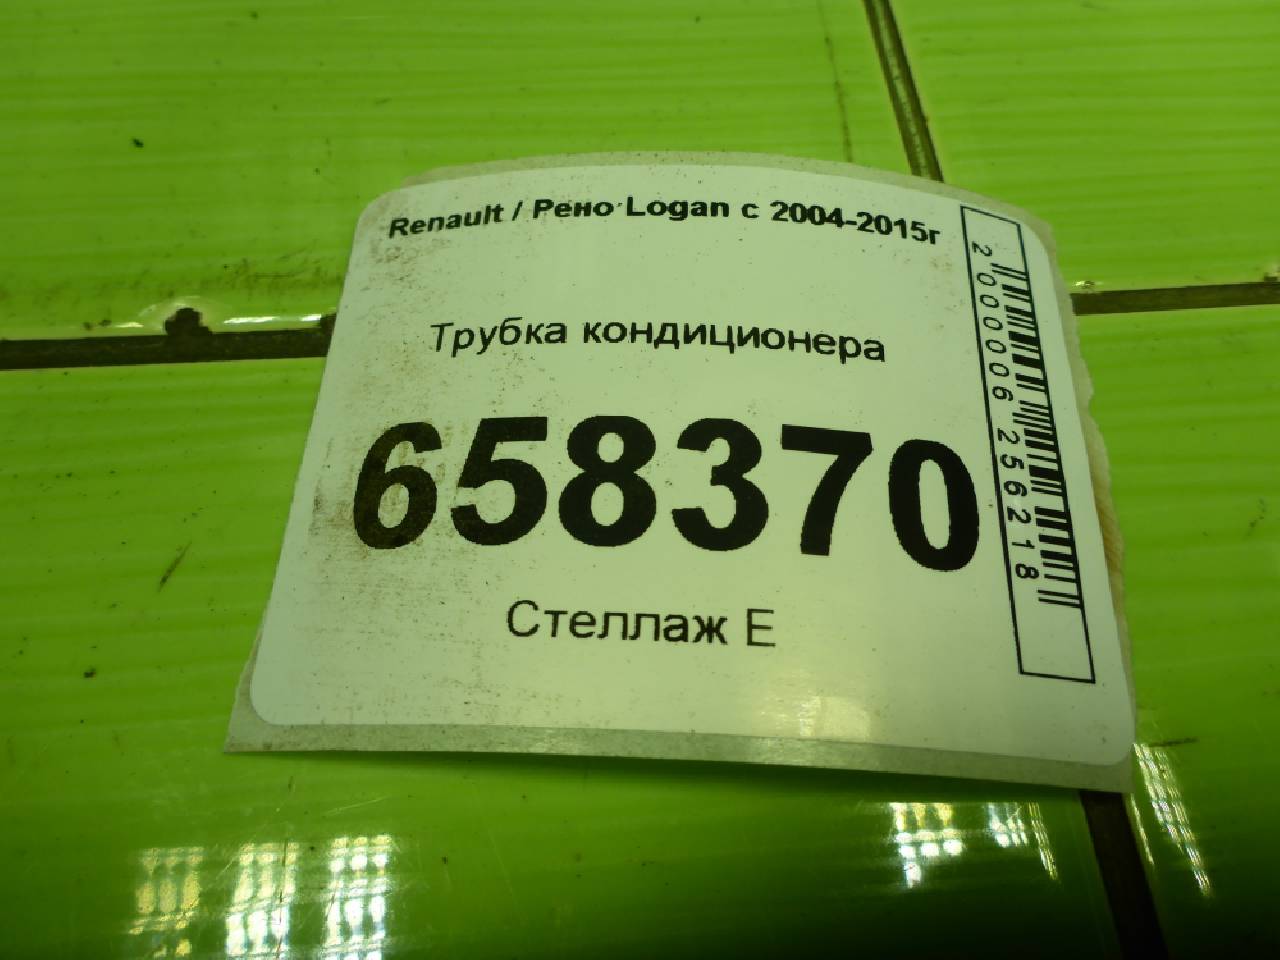 Renault / Рено Logan с 2004-2015г
Трубка кондиционера
658370
Стеллаж Е
2000006256218